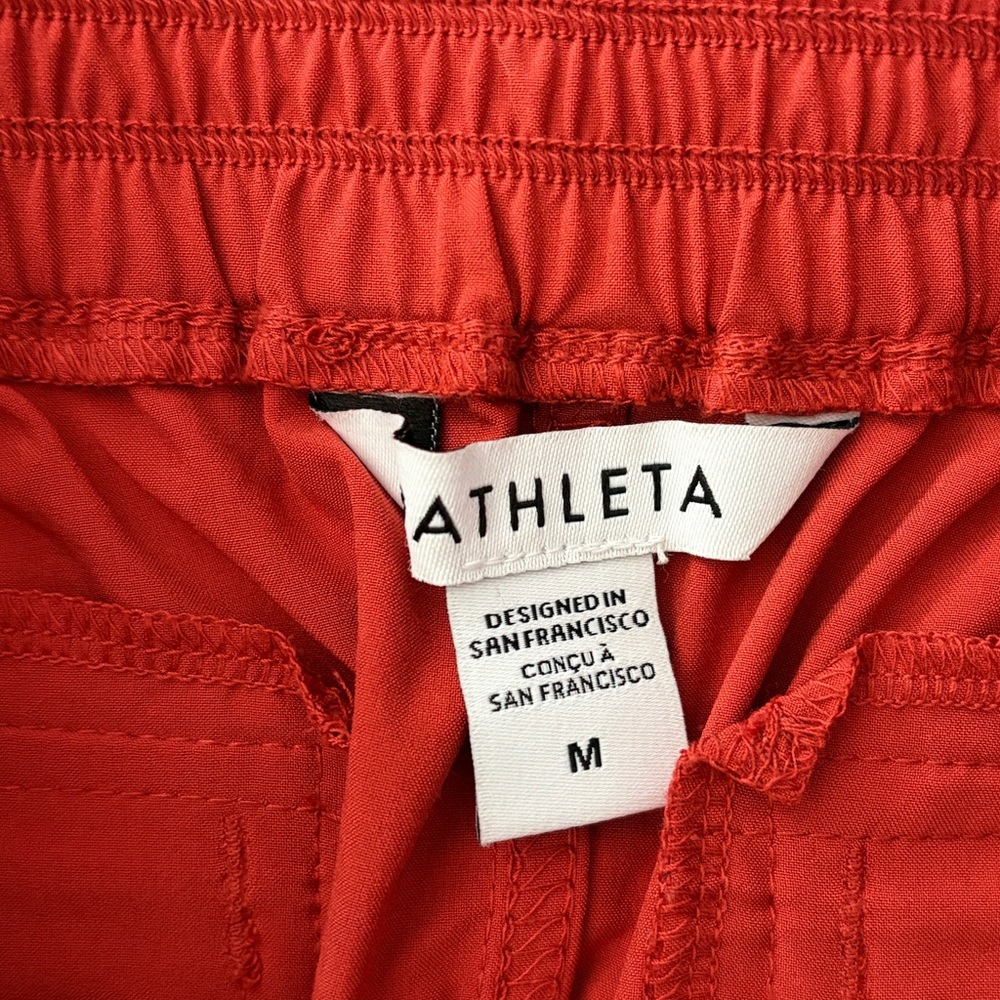 ATHLETA
DESIGNED IN
SAN FRANCISCO
CONÇU À
SAN FRANCISCO
M